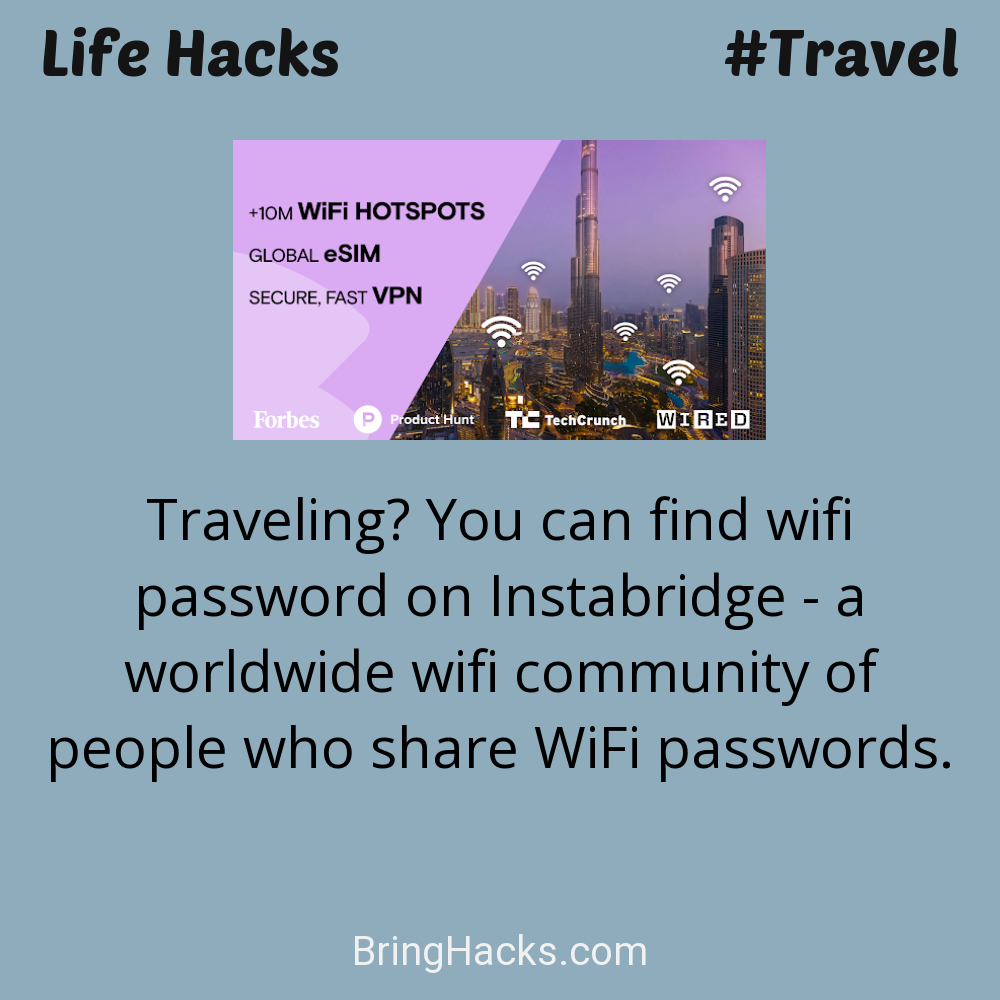 Life Hacks
#Travel
+10M WiFi HOTSPOTS
GLOBAL eSIM
SECURE, FAST VPN
Forbes
P Product Hunt
TC TechCrunch
WIRED
Traveling? You can find wifi
password on Instabridge - a
worldwide wifi community of
people who share WiFi passwords.
BringHacks.com